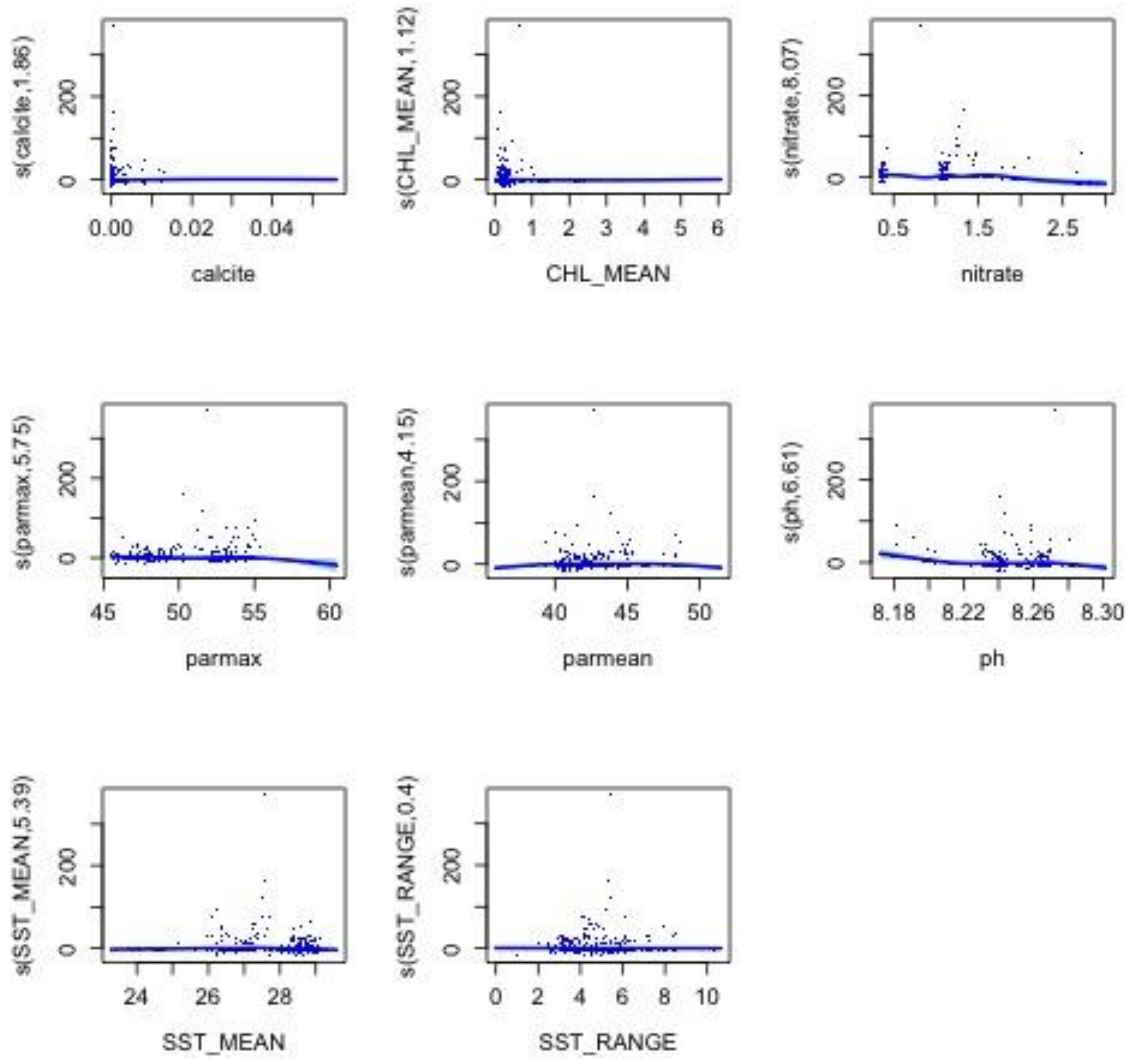 s(calcite,1.86)
200
0
0.00 0.02 0.04
calcite
s(CHL_MEAN,1.12)
200
0
0 1 2 3 4 5 6
CHL_MEAN
s(nitrate,8.07)
200
0
0.5 1.5 2.5
nitrate
s(parmax,5.75)
200
0
45 50 55 60
parmax
s(parmean,4.15)
200
0
40 45 50
parmean
s(ph,6.61)
200
0
8.18 8.22 8.26 8.30
ph
s(SST_MEAN,5.39)
200
0
24 26 28
SST_MEAN
s(SST_RANGE,0.4)
200
0
0 2 4 6 8 10
SST_RANGE